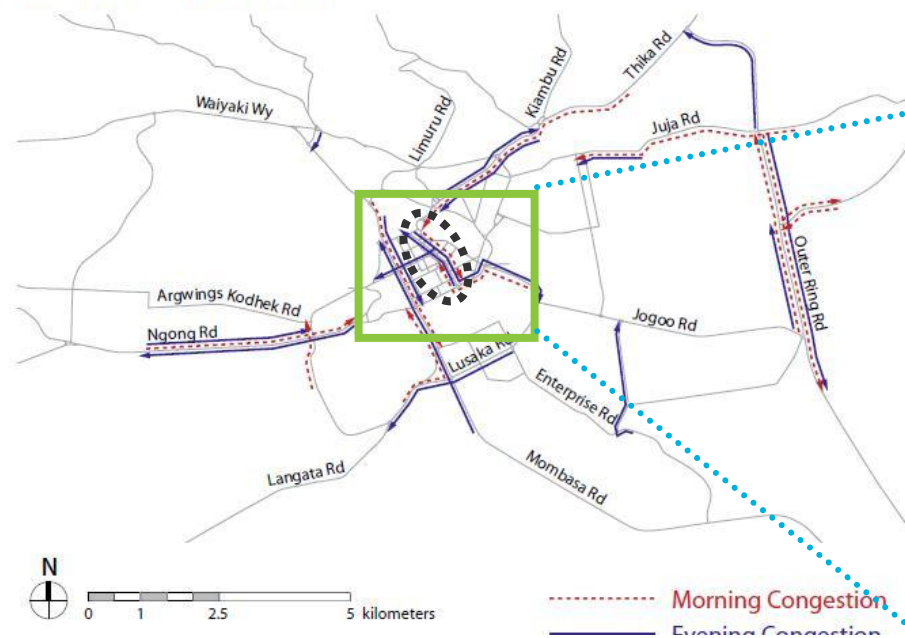 Thika Rd
Kiambu Rd
Waiyaki Wy
Limuru Rd
Juja Rd
Outer Ring Rd
Argwings Kodhek Rd
Ngong Rd
Jogoo Rd
Lusaka Rd
Enterprise Rd
Langata Rd
Mombasa Rd
N
0 1 2.5 5 kilometers
Morning Congestion
Evening Congestion